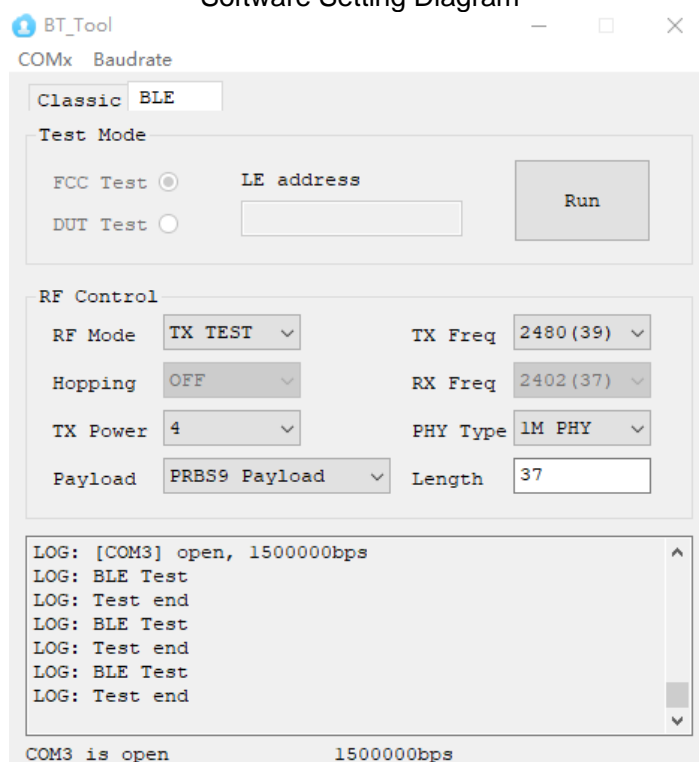 Software Setting Diagram
BT_Tool
COMx Baudrate
Classic BLE
Test Mode
FCC Test LE address
Run
DUT Test
RF Control
RF Mode TX TEST TX Freq 2480(39)
Hopping OFF RX Freq 2402(37)
TX Power 4 PHY Type 1M PHY
Payload PRBS9 Payload Length 37
LOG: [COM3] open, 1500000bps
LOG: BLE Test
LOG: Test end
LOG: BLE Test
LOG: Test end
LOG: BLE Test
LOG: Test end
COM3 is open 1500000bps